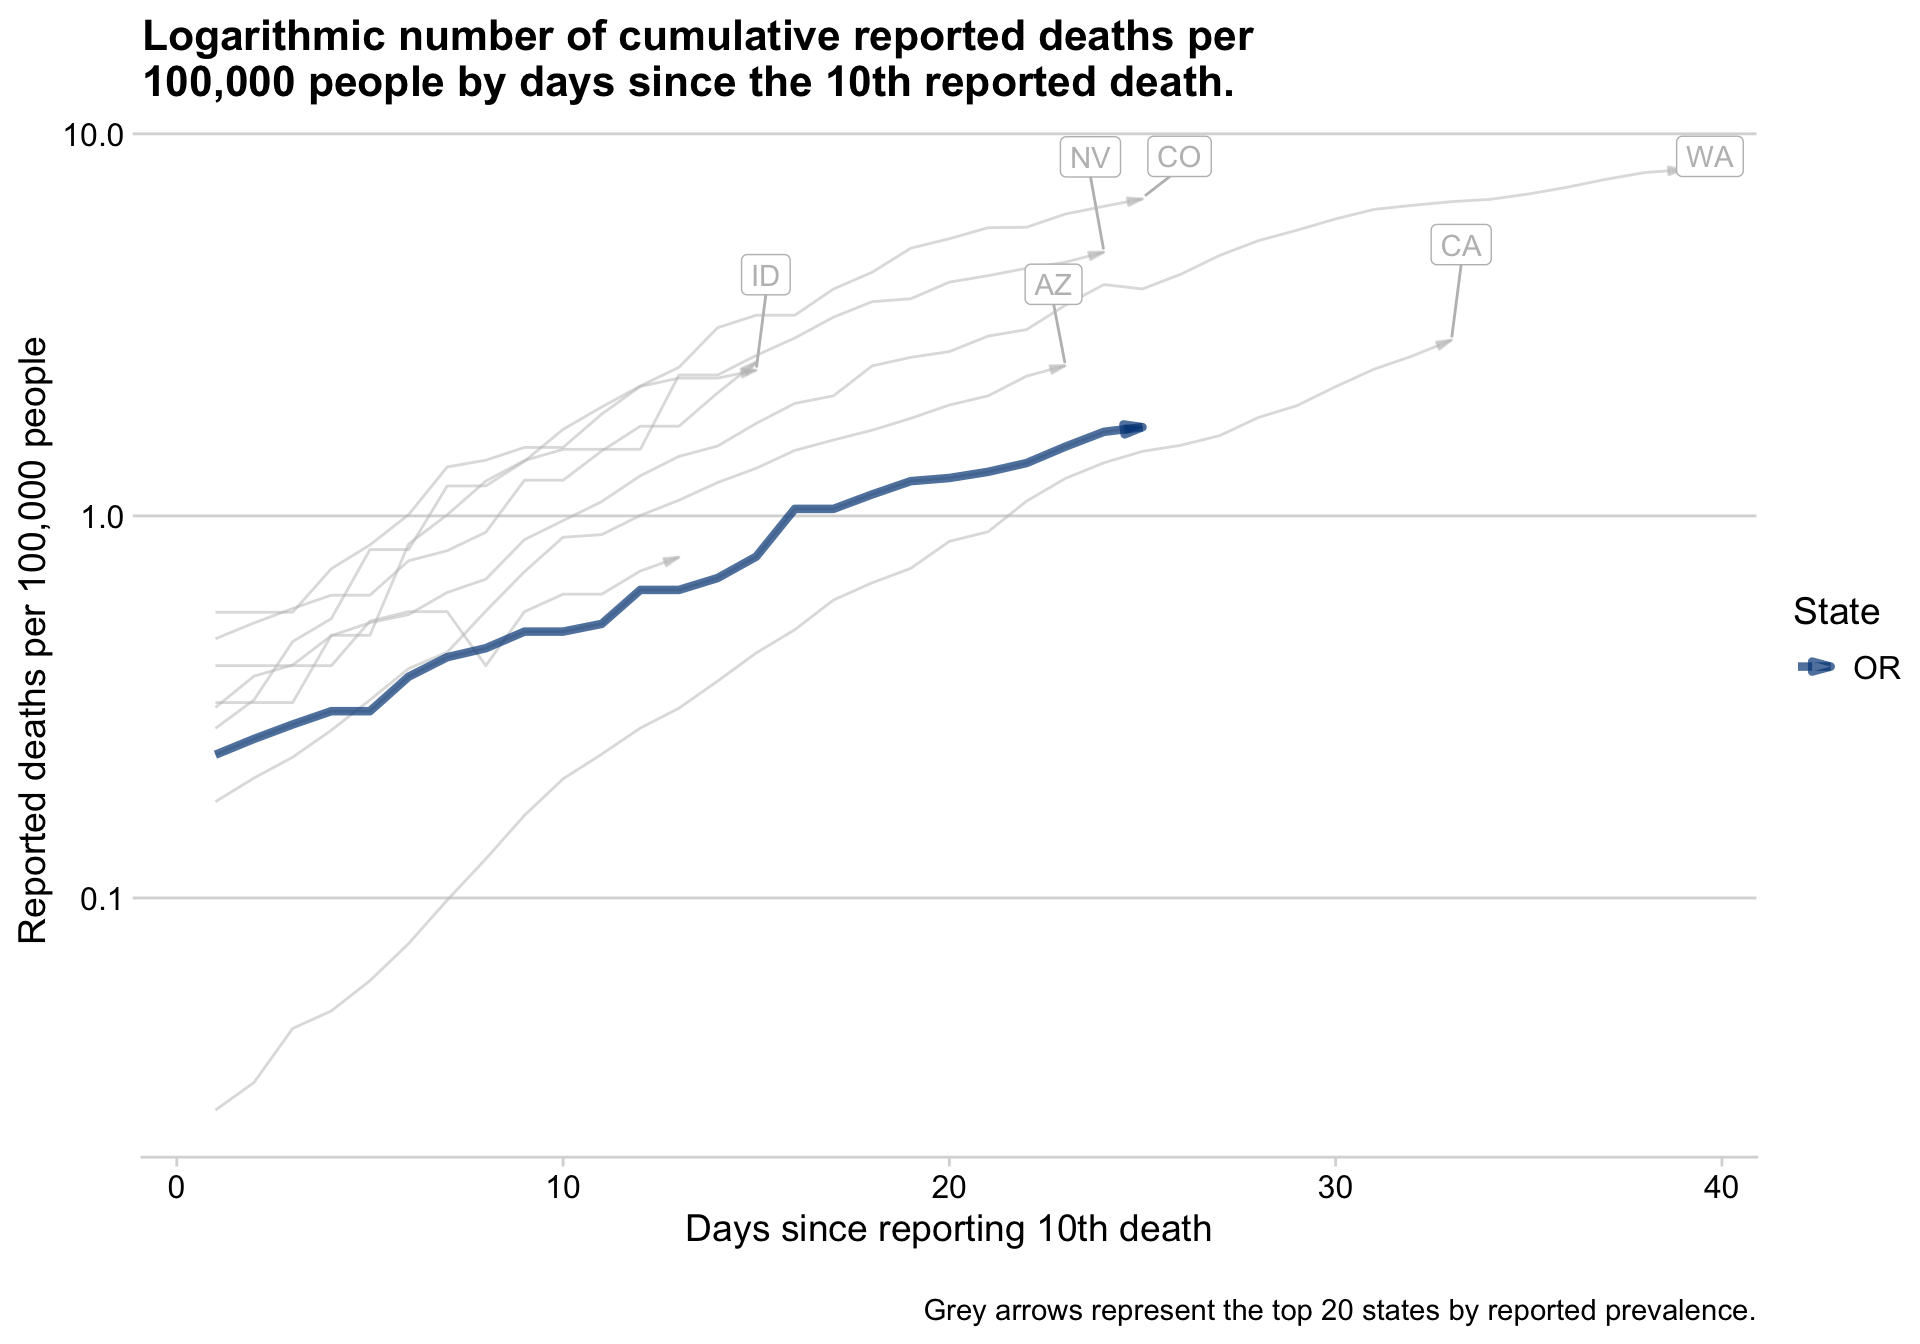 Logarithmic number of cumulative reported deaths per
100,000 people by days since the 10th reported death.
10.0
1.0
0.1
Reported deaths per 100,000 people
NV
CO
WA
CA
ID
AZ
State
OR
0
10
20
30
40
Days since reporting 10th death
Grey arrows represent the top 20 states by reported prevalence.